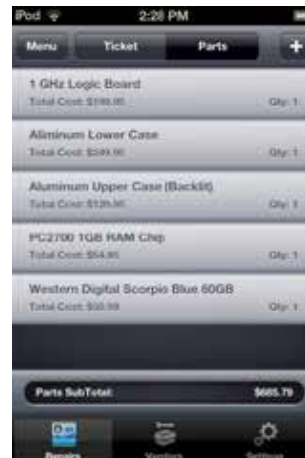 iPod 2:28 PM
Menu Ticket Parts +
1 GHz Logic Board
Total Cost: Qty: 1
Aliminum Lower Case
Total Cost: Qty: 1
Aluminum Upper Case (Backlit)
Total Cost: Qty: 1
PC2700 1GB RAM Chip
Total Cost: Qty: 1
Western Digital Scorpio Blue 60GB
Total Cost: Qty: 1
Parts SubTotal: $685.79
Repairs Vendors Settings